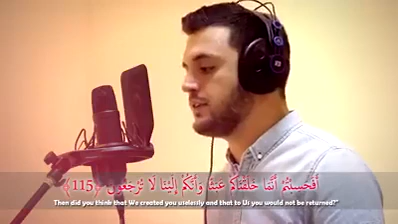 أَفَحَسِبْتُمْ أَنَّمَا خَلَقْنَاكُمْ عَبَثًا وَأَنَّكُمْ إِلَيْنَا لَا تُرْجَعُونَ ﴿115﴾
Then did you think that We created you uselessly and that to Us you would not be returned?"